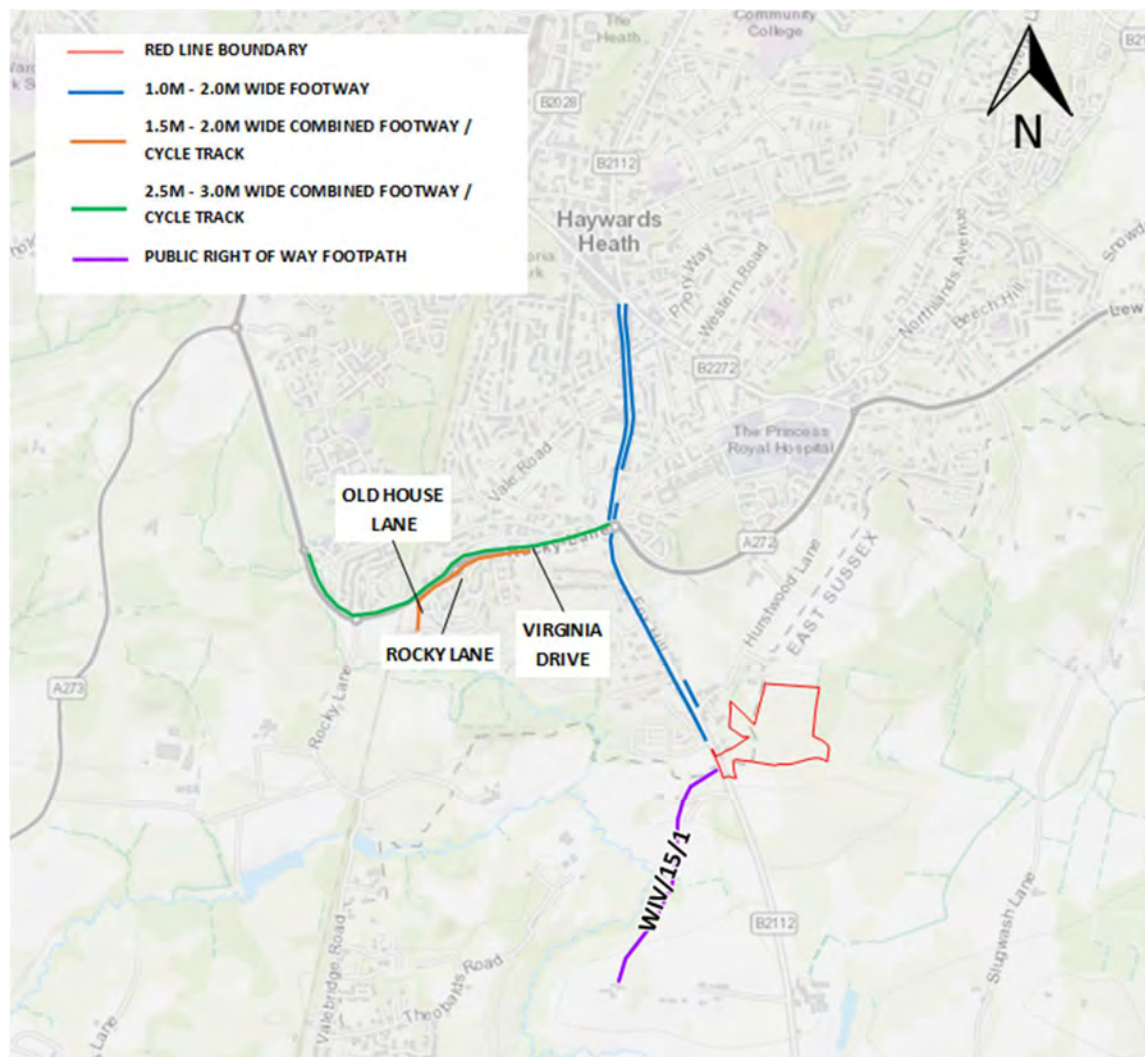 RED LINE BOUNDARY
1.0M - 2.0M WIDE FOOTWAY
1.5M - 2.0M WIDE COMBINED FOOTWAY /
CYCLE TRACK
2.5M - 3.0M WIDE COMBINED FOOTWAY /
CYCLE TRACK
PUBLIC RIGHT OF WAY FOOTPATH
The
Heath
Community
College
N
B2028
B2112
Haywards
Heath
Priory Way
Western Road
Northlands Avenue
Beech Hill
B2272
The Princess
Royal Hospital
Vale Road
OLD HOUSE
LANE
A272
Hurstwood Lane
EAST SUSSEX
ROCKY LANE
VIRGINIA
DRIVE
A273
Rocky Lane
WIV/15/1
B2112
Slugwash Lane
Valebridge Road
Theobalds Road
Lane